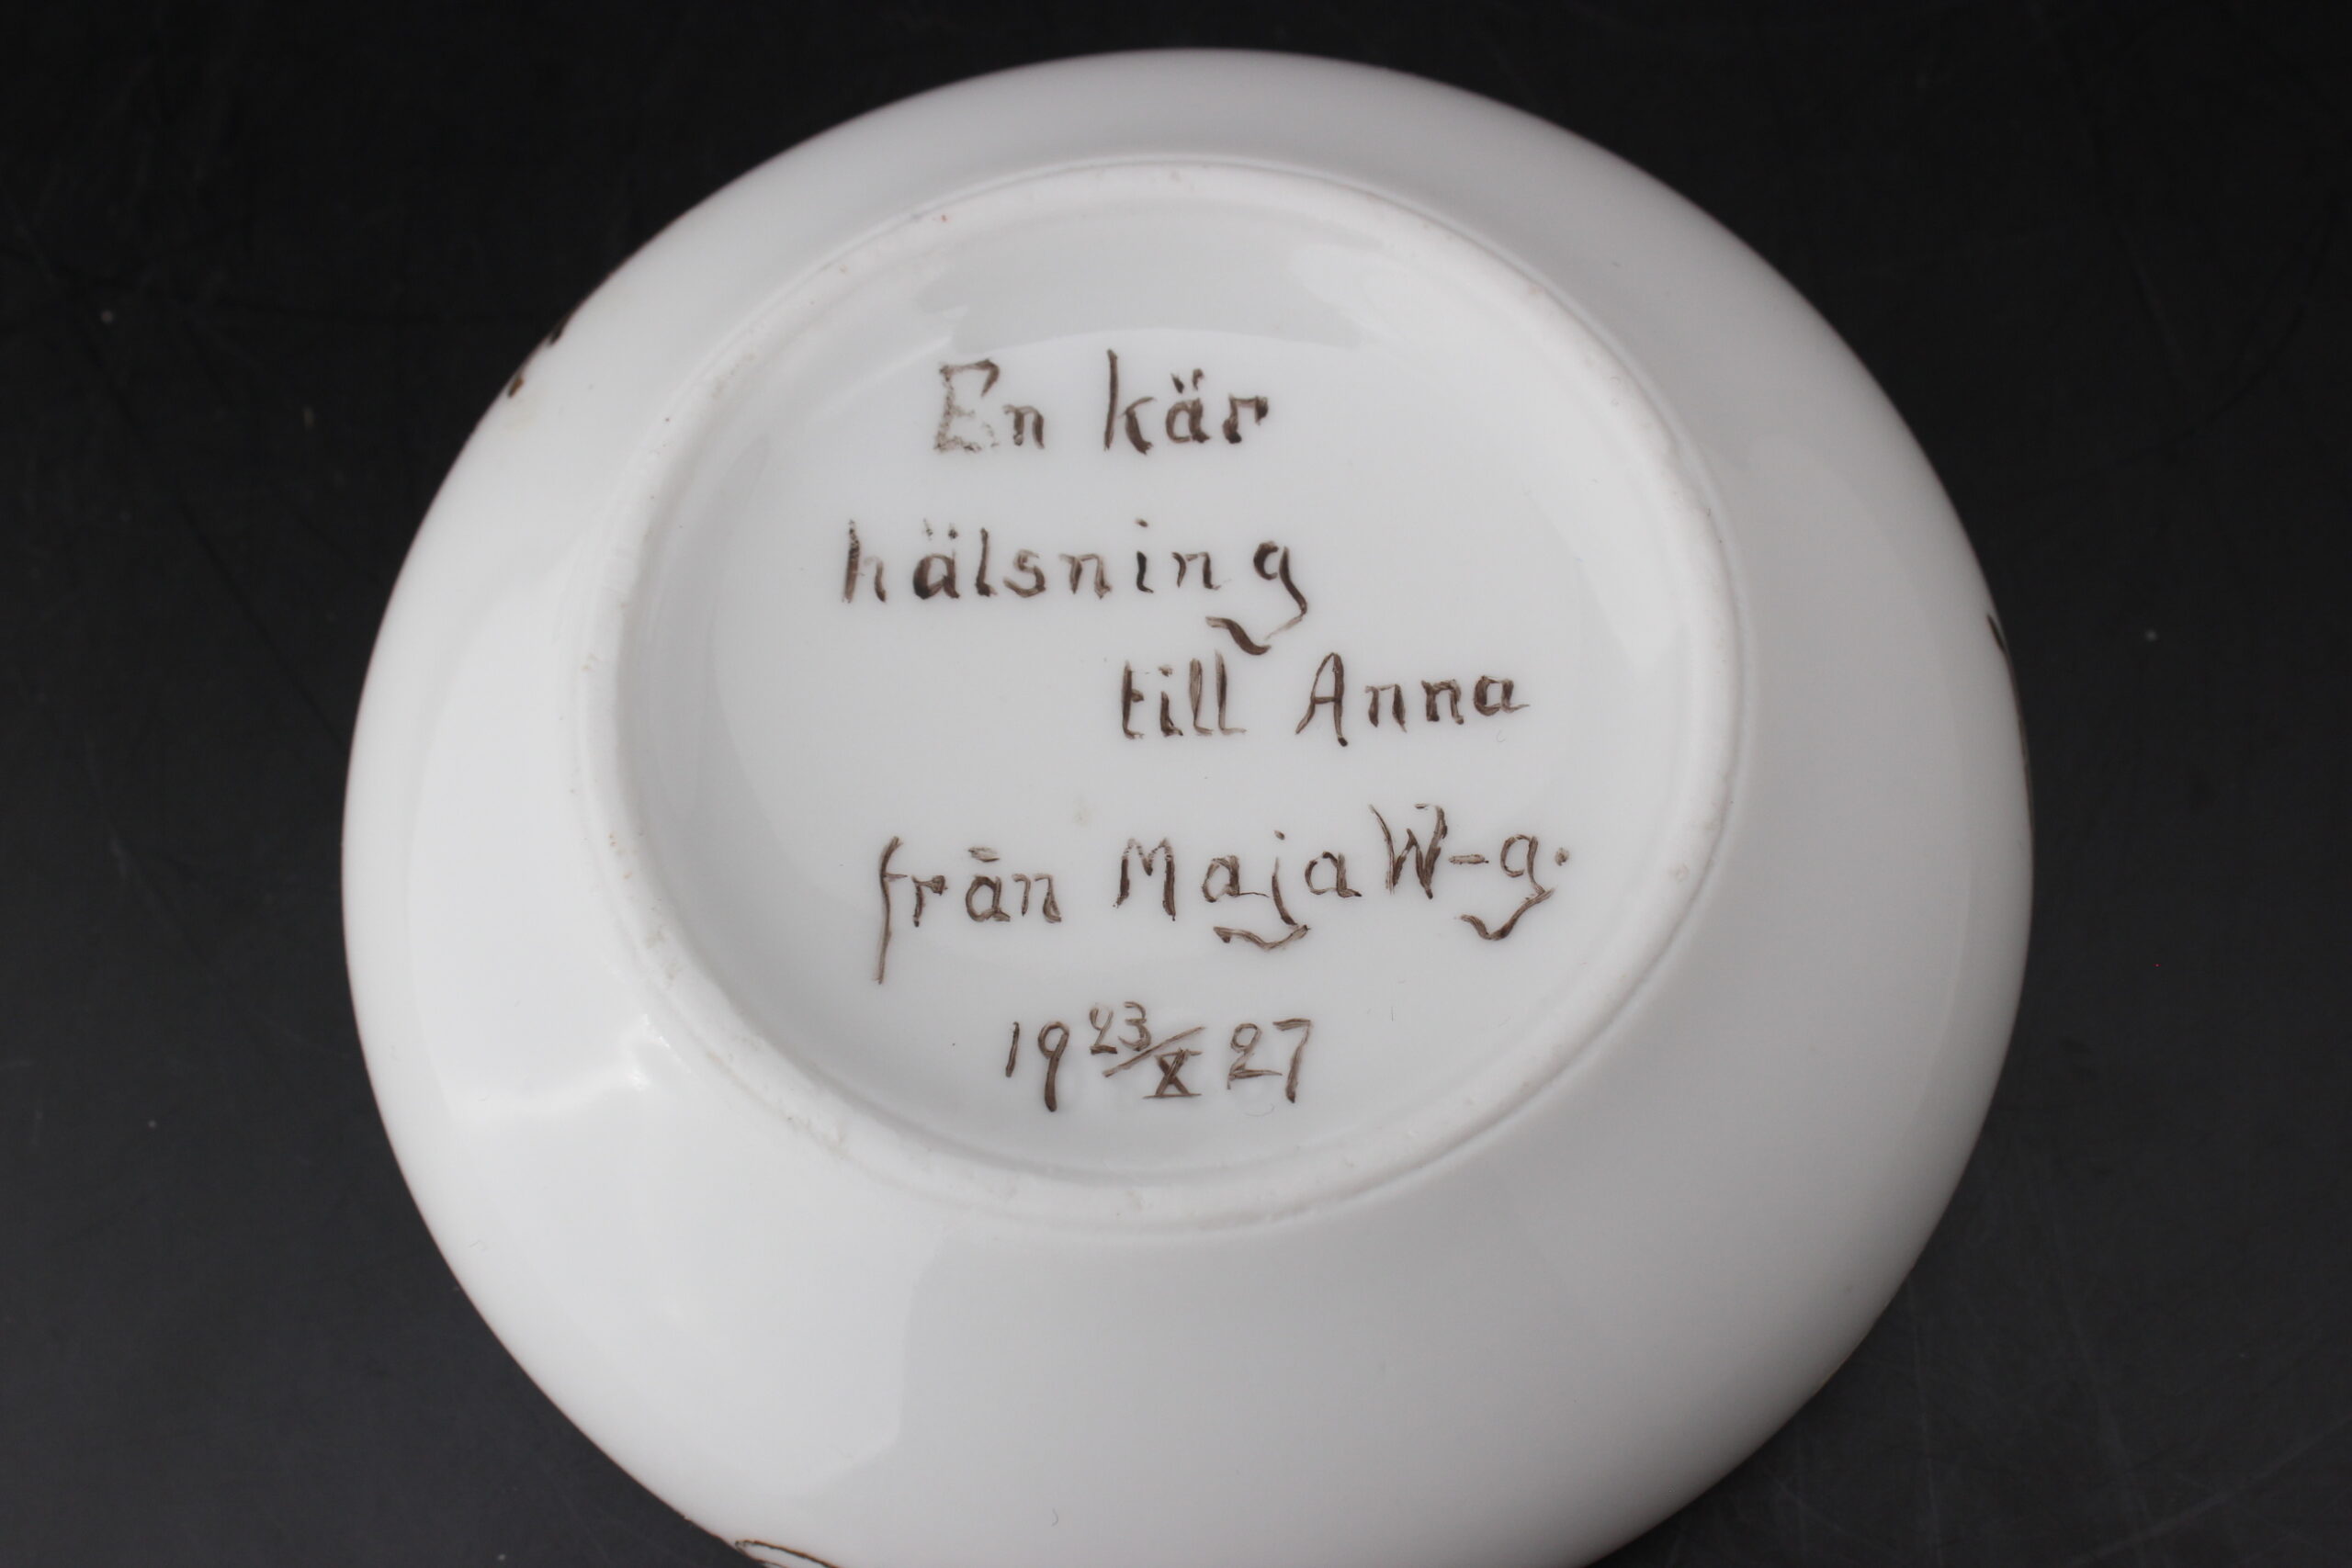 En kär
hälsning
till Anna
från Maja W-g.
19 23/X 27